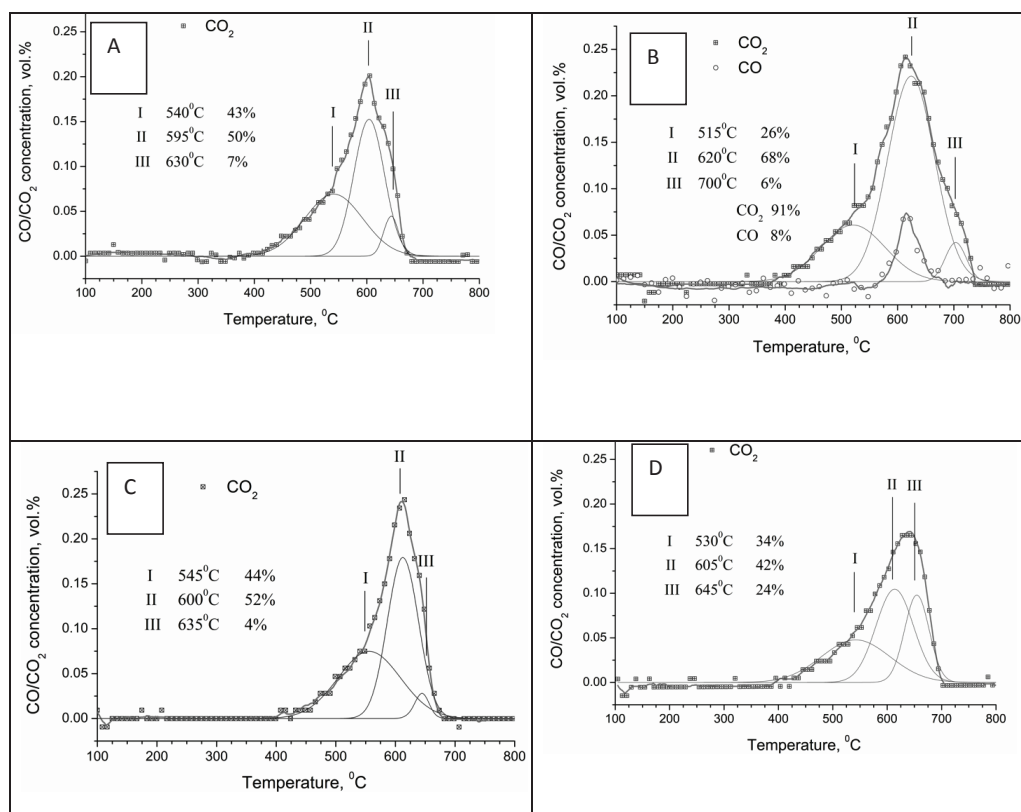 A
CO₂
II
I
III
CO/CO₂ concentration, vol.%
0.25
0.20
0.15
0.10
0.05
0.00
I 540⁰C 43%
II 595⁰C 50%
III 630⁰C 7%
100 200 300 400 500 600 700 800
Temperature, ⁰C
B
CO₂
CO
II
I
III
CO/CO₂ concentration, vol.%
0.25
0.20
0.15
0.10
0.05
0.00
I 515⁰C 26%
II 620⁰C 68%
III 700⁰C 6%
CO₂ 91%
CO 8%
100 200 300 400 500 600 700 800
Temperature, ⁰C
C
CO₂
II
III
I
CO/CO₂ concentration, vol.%
0.25
0.20
0.15
0.10
0.05
0.00
I 545⁰C 44%
II 600⁰C 52%
III 635⁰C 4%
100 200 300 400 500 600 700 800
Temperature, ⁰C
D
CO₂
II III
I
CO/CO₂ concentration, vol.%
0.25
0.20
0.15
0.10
0.05
0.00
I 530⁰C 34%
II 605⁰C 42%
III 645⁰C 24%
100 200 300 400 500 600 700 800
Temperature, ⁰C